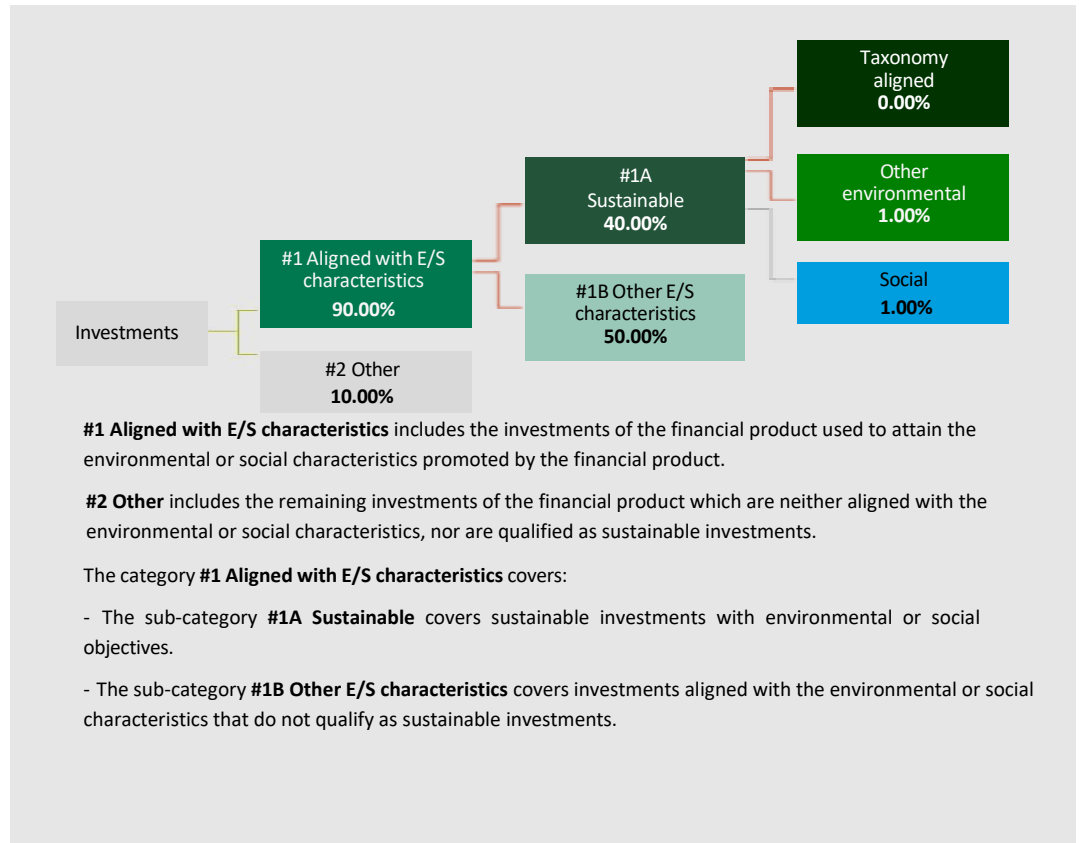 Taxonomy
aligned
0.00%
#1A
Sustainable
40.00%
Other
environmental
1.00%
#1 Aligned with E/S
characteristics
90.00%
#1B Other E/S
characteristics
50.00%
Social
1.00%
Investments
#2 Other
10.00%
#1 Aligned with E/S characteristics includes the investments of the financial product used to attain the
environmental or social characteristics promoted by the financial product.
#2 Other includes the remaining investments of the financial product which are neither aligned with the
environmental or social characteristics, nor are qualified as sustainable investments.
The category #1 Aligned with E/S characteristics covers:
- The sub-category #1A Sustainable covers sustainable investments with environmental or social
objectives.
- The sub-category #1B Other E/S characteristics covers investments aligned with the environmental or social
characteristics that do not qualify as sustainable investments.